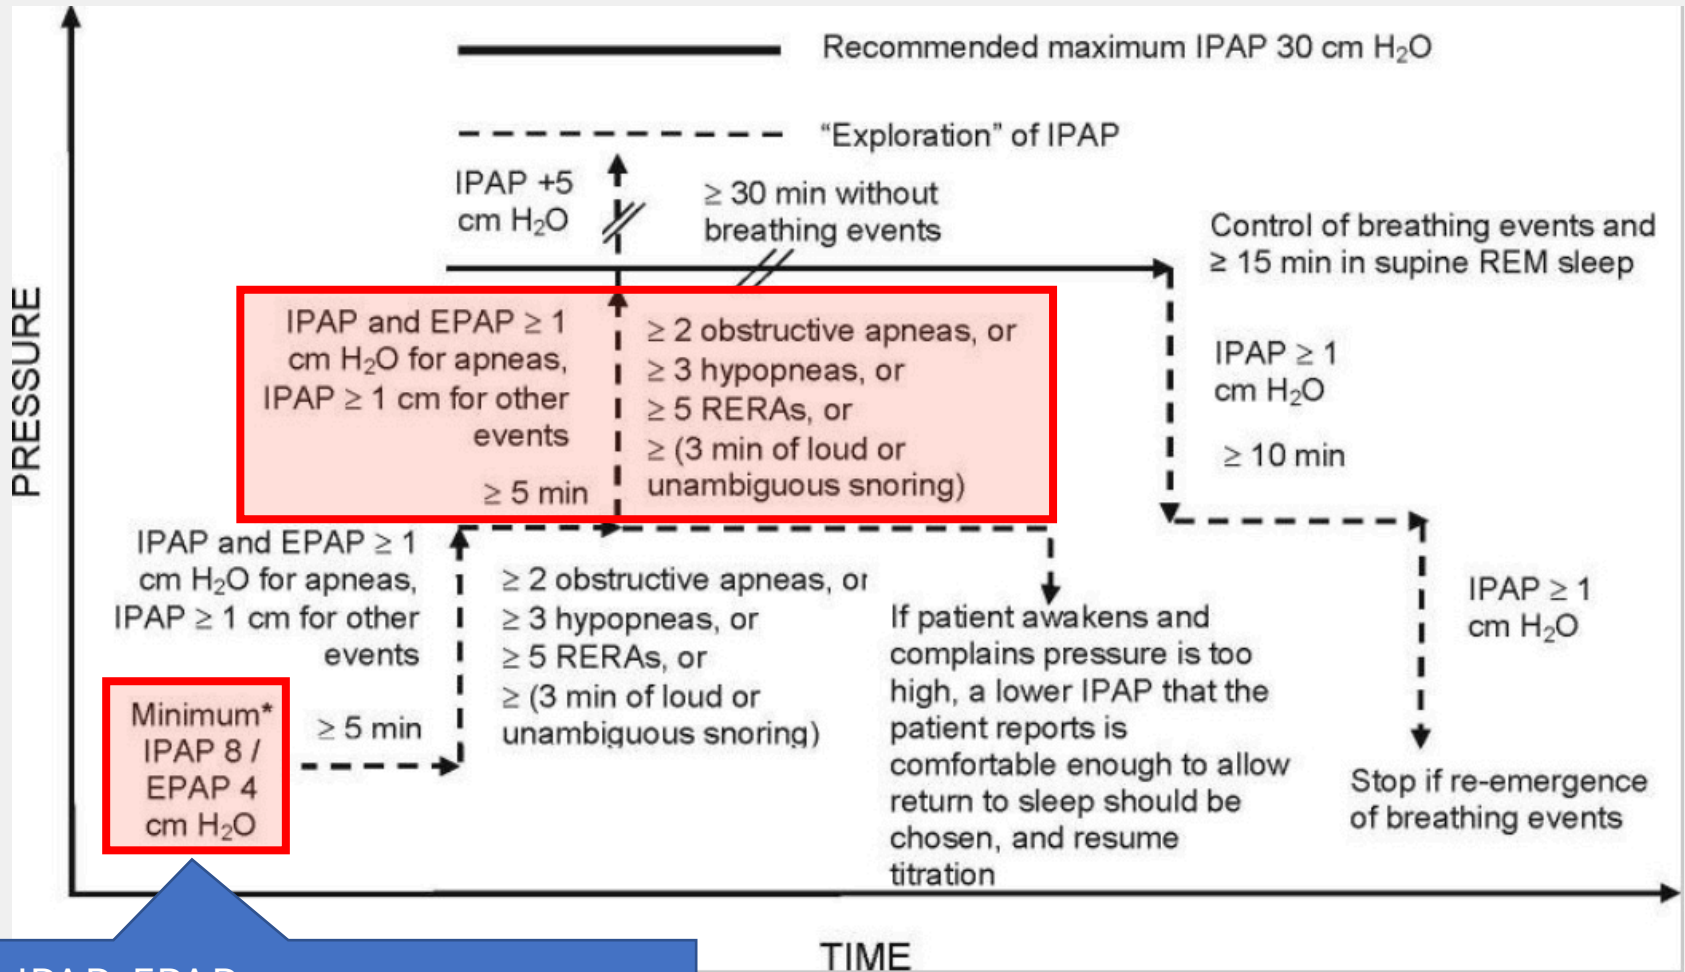 Recommended maximum IPAP 30 cm H₂O
“Exploration” of IPAP
IPAP +5
cm H₂O
≥ 30 min without
breathing events
Control of breathing events and
≥ 15 min in supine REM sleep
IPAP and EPAP ≥ 1
cm H₂O for apneas,
IPAP ≥ 1 cm for other
events
≥ 5 min
≥ 2 obstructive apneas, or
≥ 3 hypopneas, or
≥ 5 RERAs, or
≥ (3 min of loud or
unambiguous snoring)
IPAP ≥ 1
cm H₂O
≥ 10 min
PRESSURE
IPAP and EPAP ≥ 1
cm H₂O for apneas,
IPAP ≥ 1 cm for other
events
≥ 5 min
≥ 2 obstructive apneas, or
≥ 3 hypopneas, or
≥ 5 RERAs, or
≥ (3 min of loud or
unambiguous snoring)
If patient awakens and
complains pressure is too
high, a lower IPAP that the
patient reports is
comfortable enough to allow
return to sleep should be
chosen, and resume
titration
IPAP ≥ 1
cm H₂O
Stop if re-emergence
of breathing events
Minimum*
IPAP 8 /
EPAP 4
cm H₂O
TIME